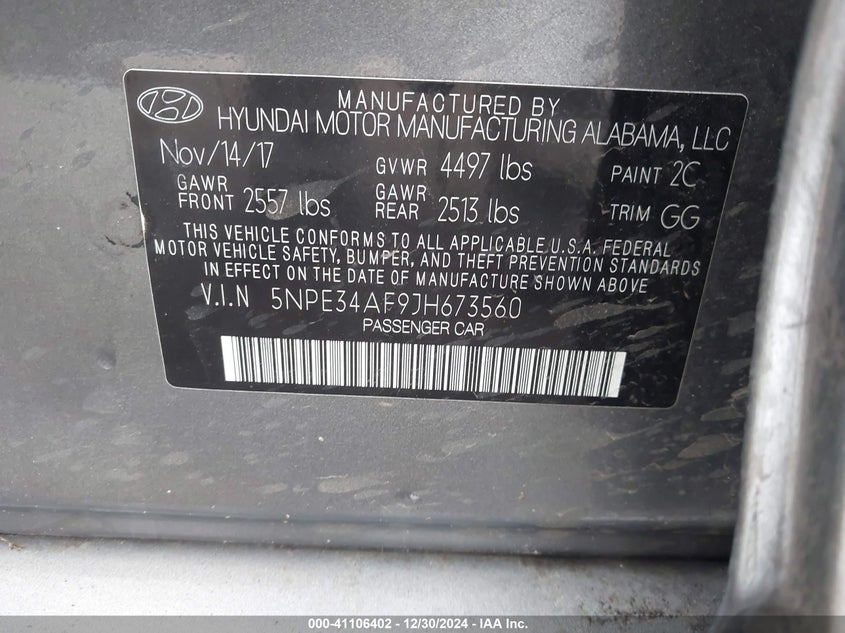 MANUFACTURED BY
HYUNDAI MOTOR MANUFACTURING ALABAMA, LLC
Nov/14/17 GVWR 4497 lbs PAINT 2C
GAWR FRONT 2557 lbs GAWR REAR 2513 lbs TRIM GG
THIS VEHICLE CONFORMS TO ALL APPLICABLE U.S.A. FEDERAL
MOTOR VEHICLE SAFETY, BUMPER, AND THEFT PREVENTION STANDARDS
IN EFFECT ON THE DATE OF MANUFACTURE SHOWN ABOVE
V.I.N 5NPE34AF9JH673560
PASSENGER CAR
000-41106402 - 12/30/2024 - IAA Inc.